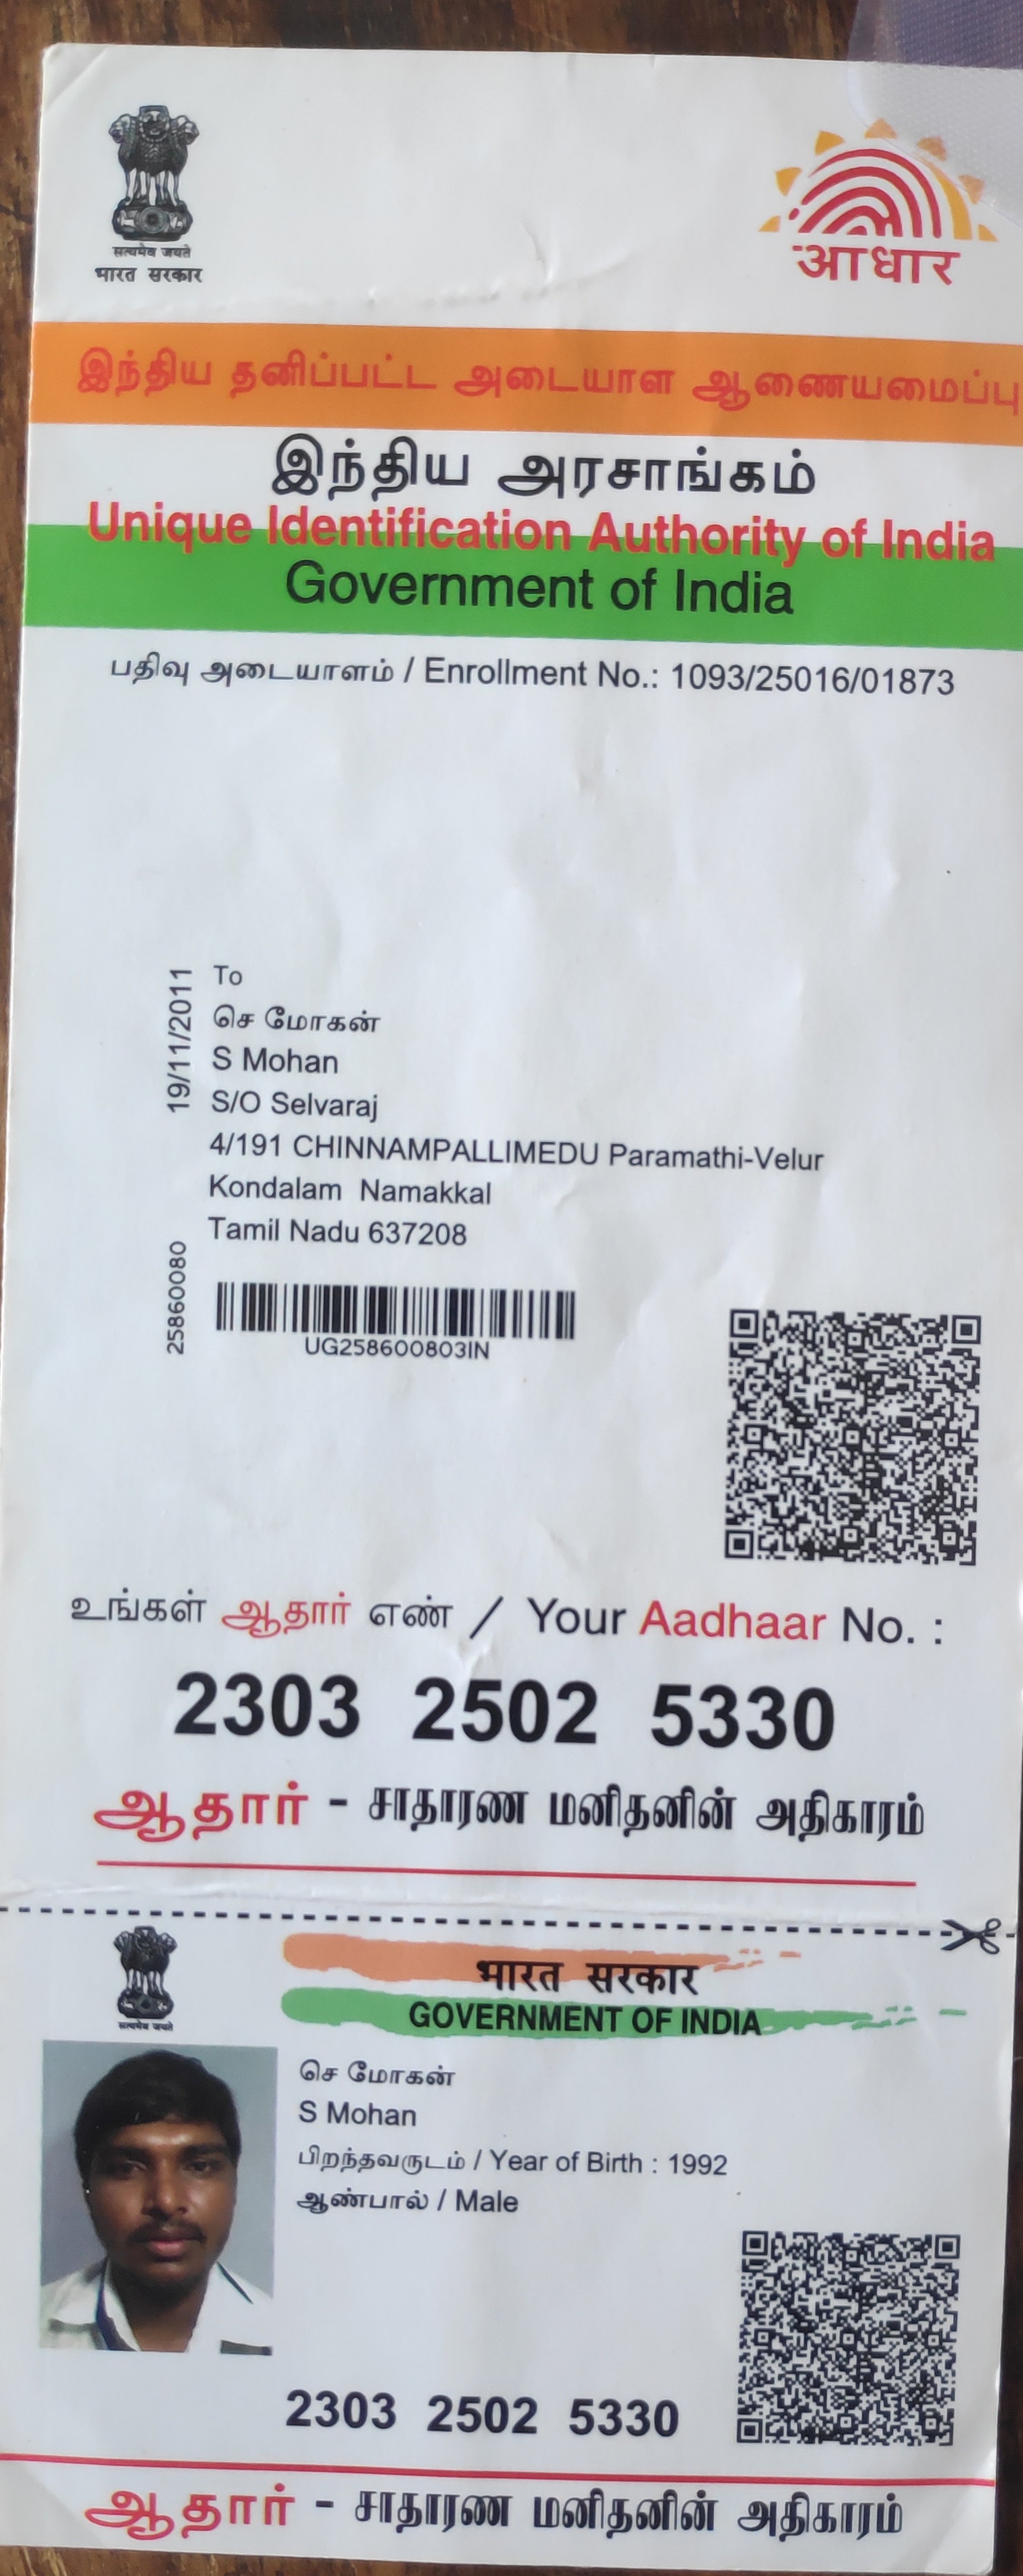 सत्यमेव जयते
भारत सरकार
आधार
இந்திய தனிப்பட்ட அடையாள ஆணையமைப்பு
இந்திய அரசாங்கம்
Unique Identification Authority of India
Government of India
பதிவு அடையாளம் / Enrollment No.: 1093/25016/01873
19/11/2011
To
செ மோகன்
S Mohan
S/O Selvaraj
4/191 CHINNAMPALLIMEDU Paramathi-Velur
Kondalam Namakkal
Tamil Nadu 637208
25860080
UG258600803IN
உங்கள் ஆதார் எண் / Your Aadhaar No. :
2303 2502 5330
ஆதார் - சாதாரண மனிதனின் அதிகாரம்
सत्यमेव जयते
भारत सरकार
GOVERNMENT OF INDIA
செ மோகன்
S Mohan
பிறந்தவருடம் / Year of Birth : 1992
ஆண்பால் / Male
2303 2502 5330
ஆதார் - சாதாரண மனிதனின் அதிகாரம்